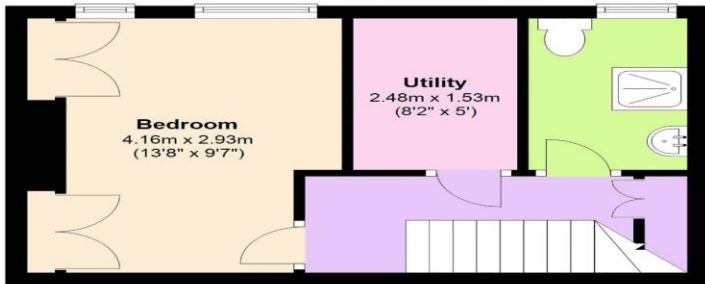 Bedroom
4.16m x 2.93m
(13'8" x 9'7")
Utility
2.48m x 1.53m
(8'2" x 5')